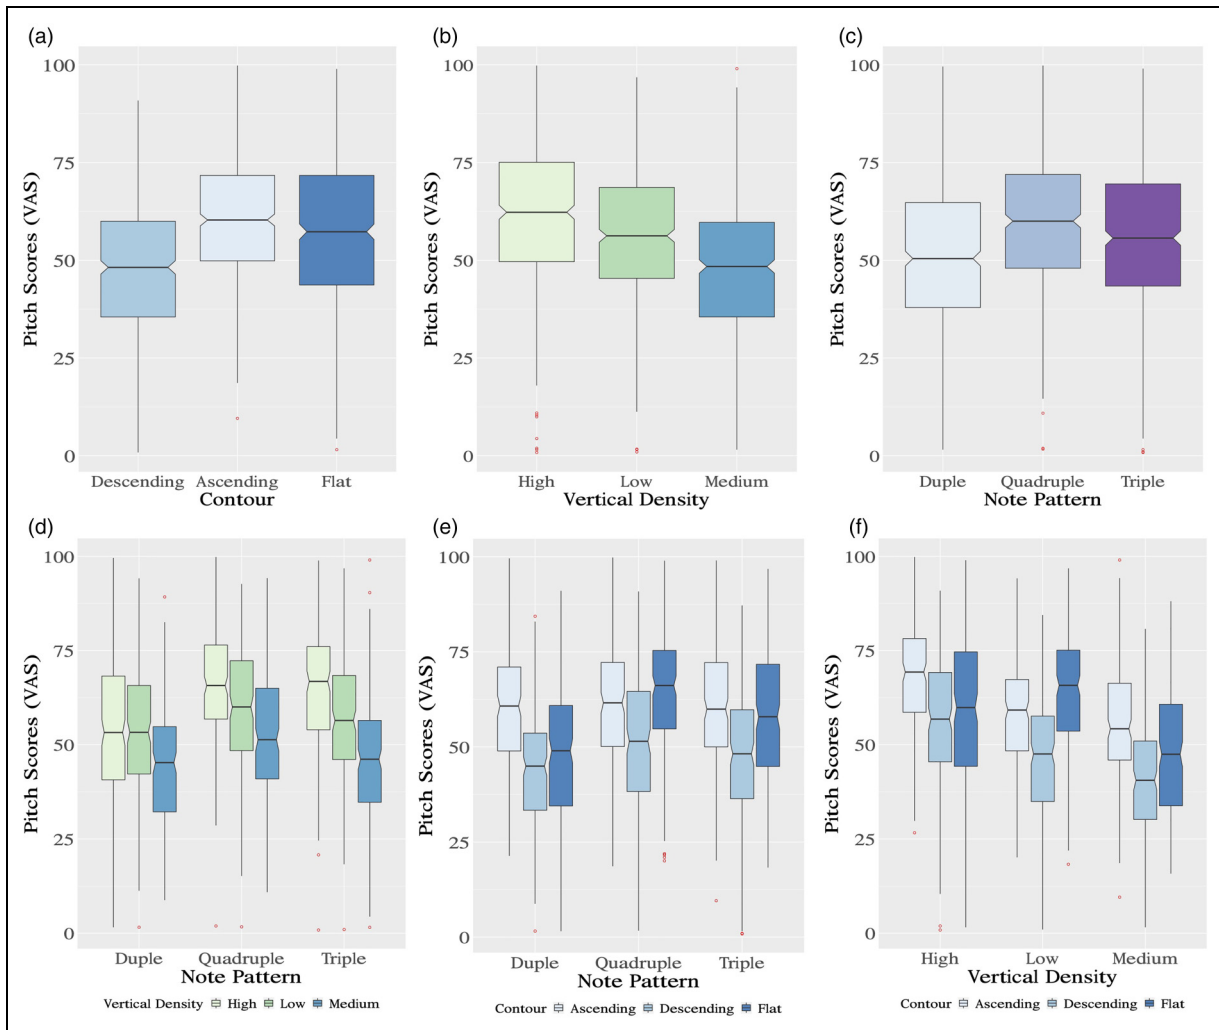 (a)
Pitch Scores (VAS)
100
75
50
25
0
Descending Ascending Flat
Contour
(b)
Pitch Scores (VAS)
100
75
50
25
0
High Low Medium
Vertical Density
(c)
Pitch Scores (VAS)
100
75
50
25
0
Duple Quadruple Triple
Note Pattern
(d)
Pitch Scores (VAS)
100
75
50
25
0
Duple Quadruple Triple
Note Pattern
Vertical Density High Low Medium
(e)
Pitch Scores (VAS)
100
75
50
25
0
Duple Quadruple Triple
Note Pattern
Contour Ascending Descending Flat
(f)
Pitch Scores (VAS)
100
75
50
25
0
High Low Medium
Vertical Density
Contour Ascending Descending Flat